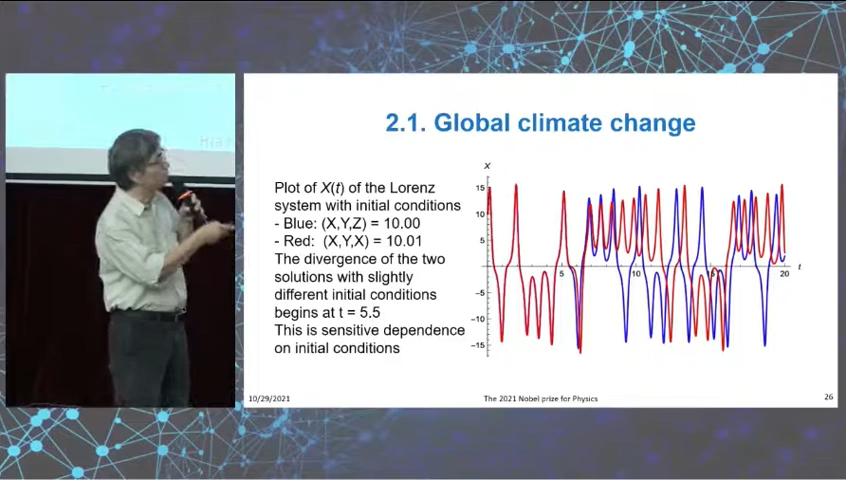 2.1. Global climate change
Plot of X(t) of the Lorenz
system with initial conditions
- Blue: (X,Y,Z) = 10.00
- Red: (X,Y,X) = 10.01
The divergence of the two
solutions with slightly
different initial conditions
begins at t = 5.5
This is sensitive dependence
on initial conditions
X
15
10
5
-5
-10
-15
5
10
15
20
t
10/29/2021
The 2021 Nobel prize for Physics
26